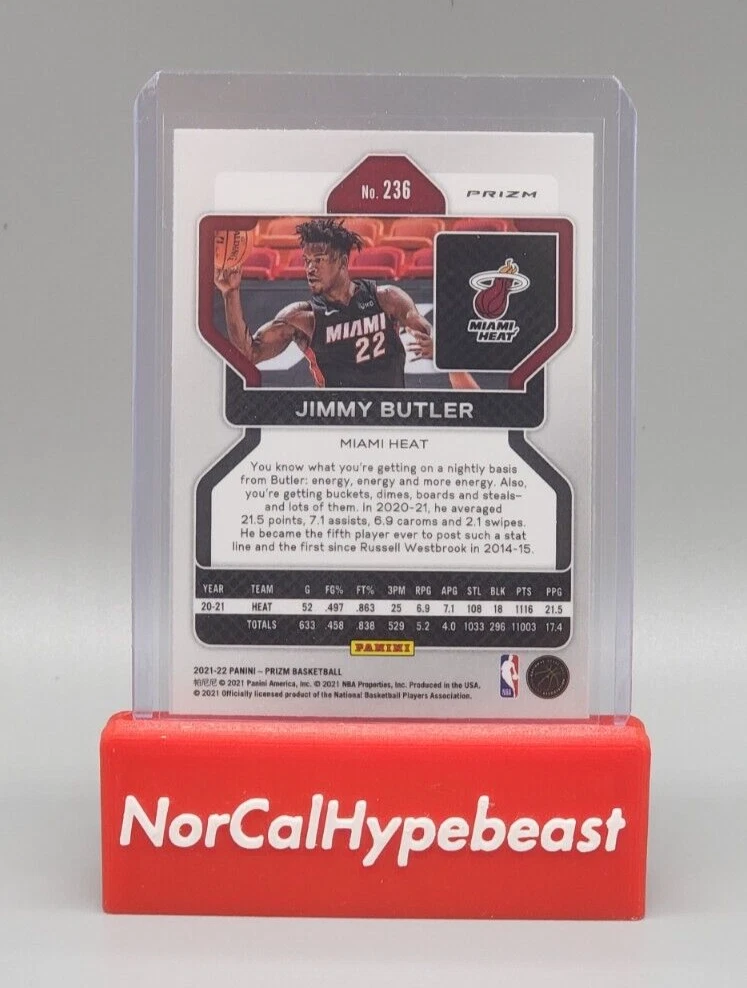 No. 236
PRIZM
MIAMI
22
MIAMI
HEAT
JIMMY BUTLER
MIAMI HEAT
You know what you're getting on a nightly basis
from Butler: energy, energy and more energy. Also,
you're getting buckets, dimes, boards and steals–
and lots of them. In 2020-21, he averaged
21.5 points, 7.1 assists, 6.9 caroms and 2.1 swipes.
He became the fifth player ever to post such a stat
line and the first since Russell Westbrook in 2014-15.
YEAR TEAM G FG% FT% 3PM RPG APG STL BLK PTS PPG
20-21 HEAT 52 .497 .863 25 6.9 7.1 108 18 1116 21.5
TOTALS 633 .458 .838 529 5.2 4.0 1033 296 11003 17.4
PANINI
2021-22 PANINI – PRIZM BASKETBALL
帕尼尼 © 2021 Panini America, Inc. © 2021 NBA Properties, Inc. Produced in the USA.
© 2021 Officially licensed product of the National Basketball Players Association.
NBA
NorCalHypebeast